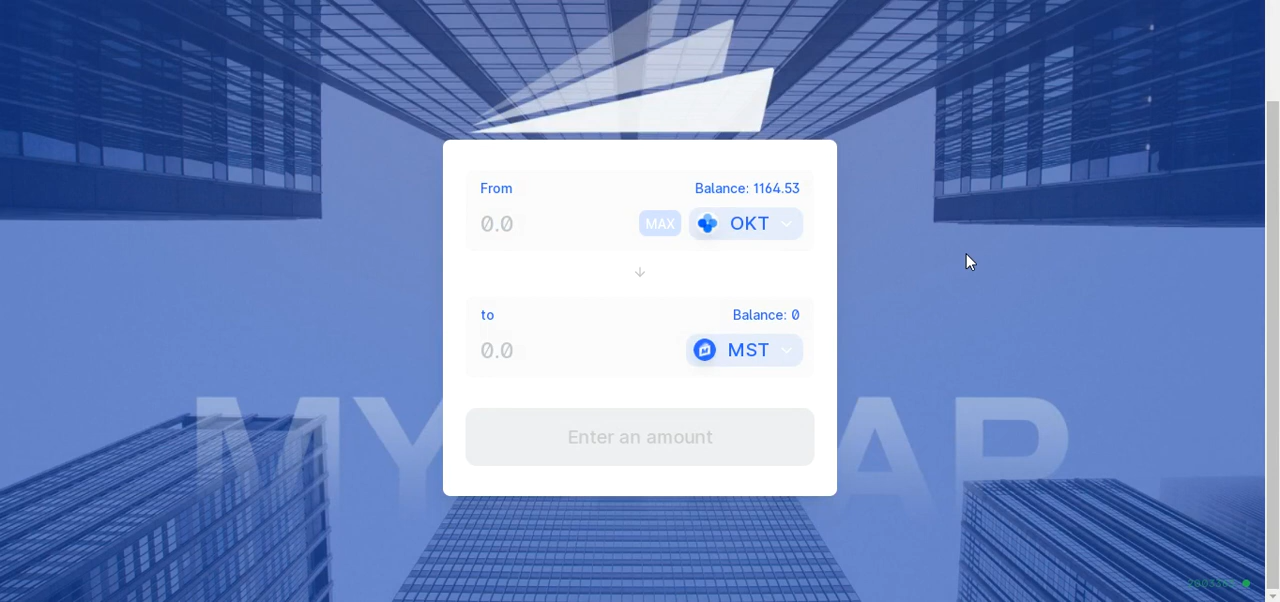 From
Balance: 1164.53
0.0
MAX
OKT
to
Balance: 0
0.0
MST
Enter an amount